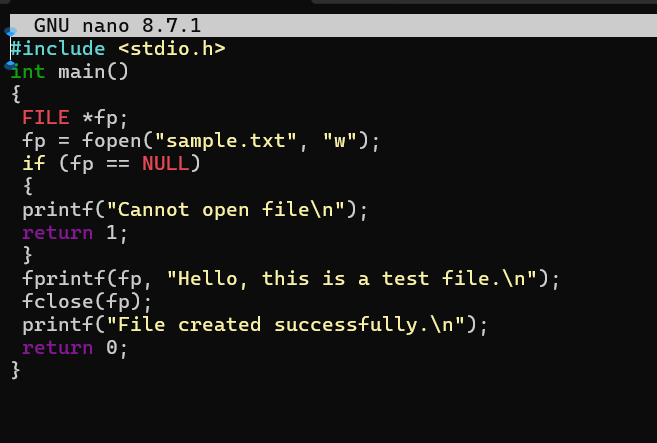 GNU nano 8.7.1
#include <stdio.h>
int main()
{
FILE *fp;
fp = fopen("sample.txt", "w");
if (fp == NULL)
{
printf("Cannot open file\n");
return 1;
}
fprintf(fp, "Hello, this is a test file.\n");
fclose(fp);
printf("File created successfully.\n");
return 0;
}